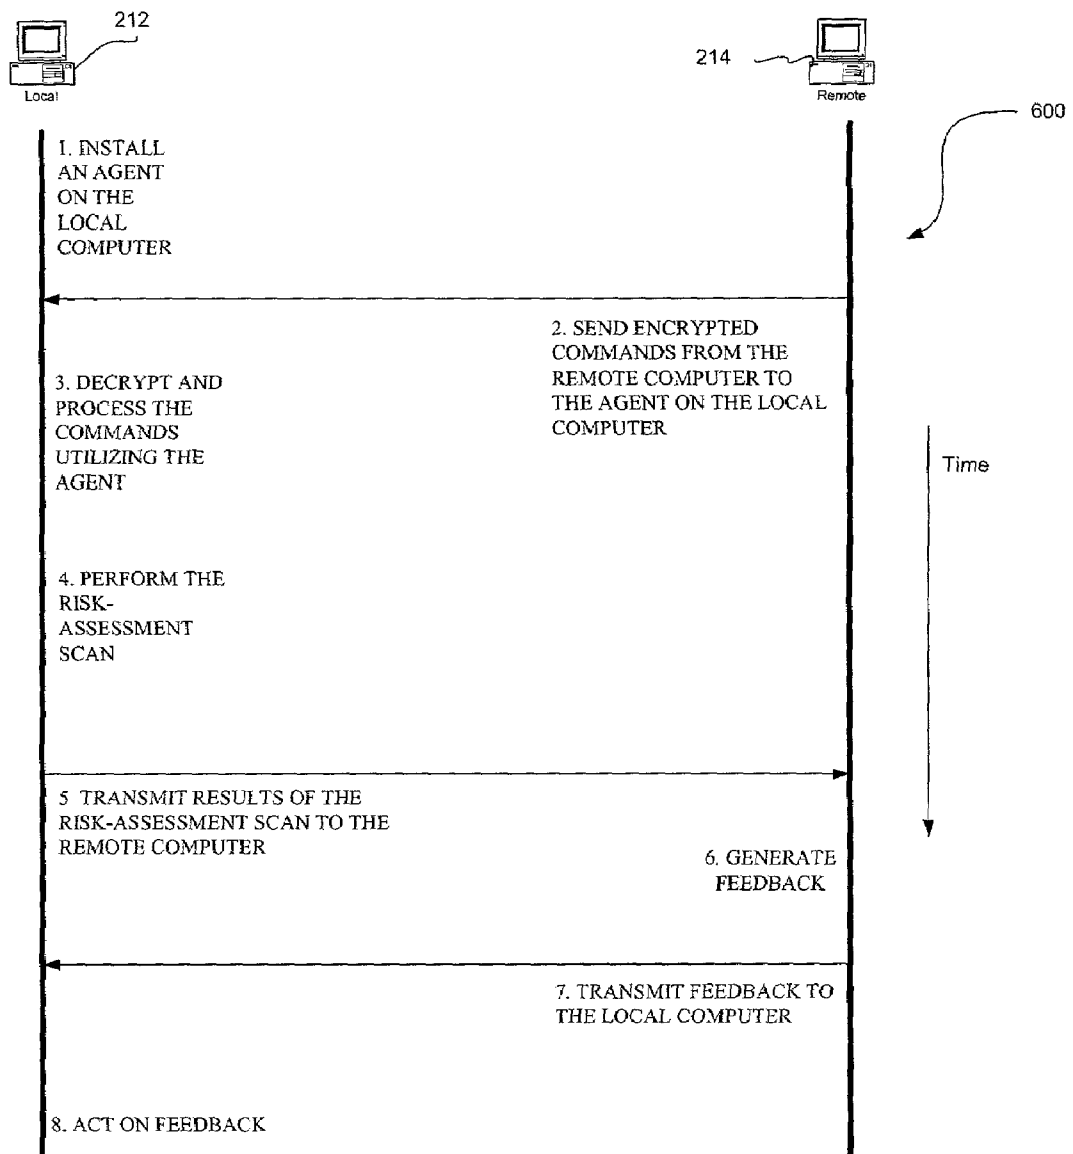 212
214
Local
Remote
600
1. INSTALL
AN AGENT
ON THE
LOCAL
COMPUTER
2. SEND ENCRYPTED
COMMANDS FROM THE
REMOTE COMPUTER TO
THE AGENT ON THE LOCAL
COMPUTER
3. DECRYPT AND
PROCESS THE
COMMANDS
UTILIZING THE
AGENT
Time
4. PERFORM THE
RISK-
ASSESSMENT
SCAN
5 TRANSMIT RESULTS OF THE
RISK-ASSESSMENT SCAN TO THE
REMOTE COMPUTER
6. GENERATE
FEEDBACK
7. TRANSMIT FEEDBACK TO
THE LOCAL COMPUTER
8. ACT ON FEEDBACK